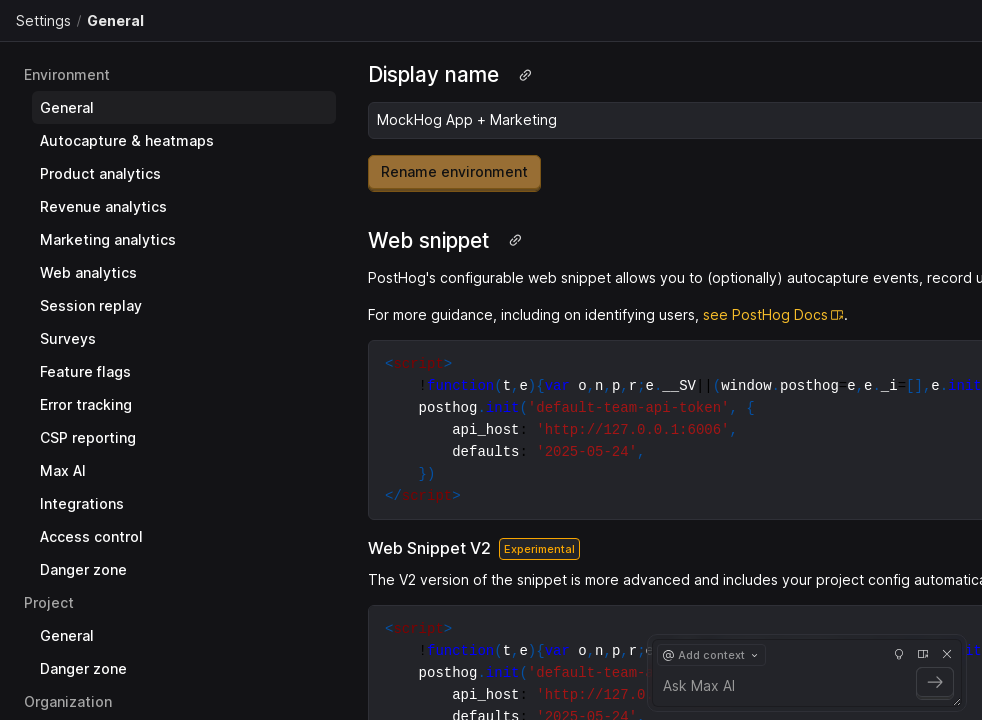 Settings / General
Environment
General
Autocapture & heatmaps
Product analytics
Revenue analytics
Marketing analytics
Web analytics
Session replay
Surveys
Feature flags
Error tracking
CSP reporting
Max AI
Integrations
Access control
Danger zone
Project
General
Danger zone
Organization
Display name
MockHog App + Marketing
Rename environment
Web snippet
PostHog's configurable web snippet allows you to (optionally) autocapture events, record
For more guidance, including on identifying users, see PostHog Docs.
<script>
!function(t,e){var o,n,p,r;e.__SV||(window.posthog=e,e._i=[],e.init
posthog.init('default-team-api-token', {
api_host: 'http://127.0.0.1:6006',
defaults: '2025-05-24',
})
</script>
Web Snippet V2 Experimental
The V2 version of the snippet is more advanced and includes your project config
<script>
!function(t,e){var o,n,p,r;
posthog.init('default-team-
api_host: 'http://127.0
defaults: '2025-05-24',
@ Add context
Ask Max AI